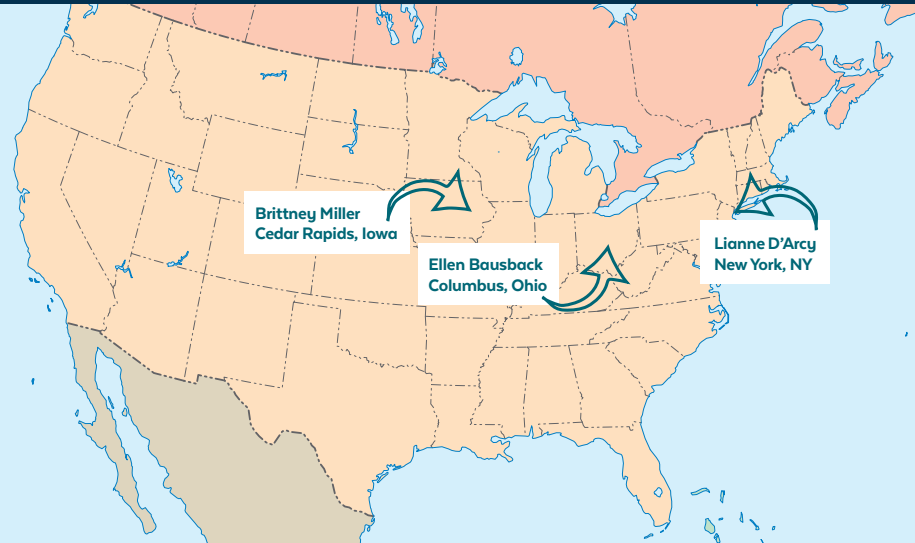 Brittney Miller
Cedar Rapids, Iowa
Ellen Bausback
Columbus, Ohio
Lianne D'Arcy
New York, NY